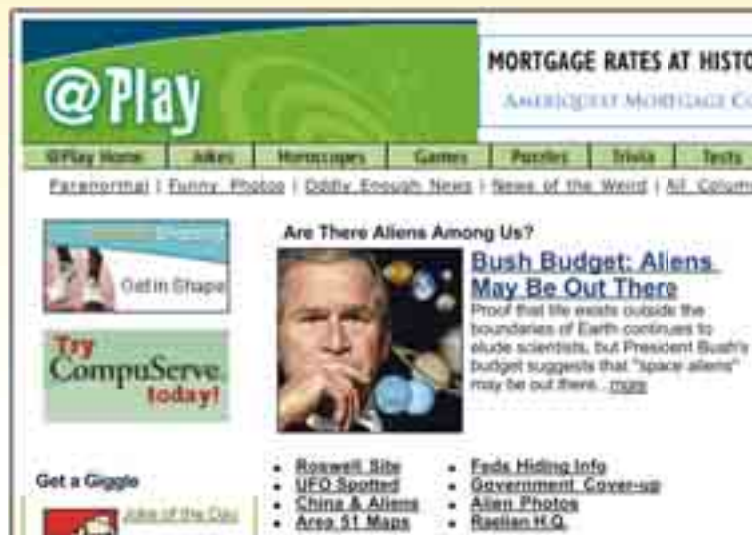 @Play
MORTGAGE RATES AT HISTO
AMERIQUEST MORTGAGE CO
@Play Home | Jokes | Horoscopes | Games | Puzzles | Trivia | Tests
Paranormal | Funny Photos | Oddly Enough News | News of the Weird | All Colum
Get in Shape
Try
CompuServe
today!
Are There Aliens Among Us?
Bush Budget: Aliens
May Be Out There
Proof that life exists outside the
boundaries of Earth continues to
elude scientists, but President Bush's
budget suggests that "space aliens"
may be out there...more
• Roswell Site
• UFO Spotted
• China & Aliens
• Area 51 Maps
• Feds Hiding Info
• Government Cover-up
• Alien Photos
• Raelian H.Q.
Get a Giggle
Joke of the Day